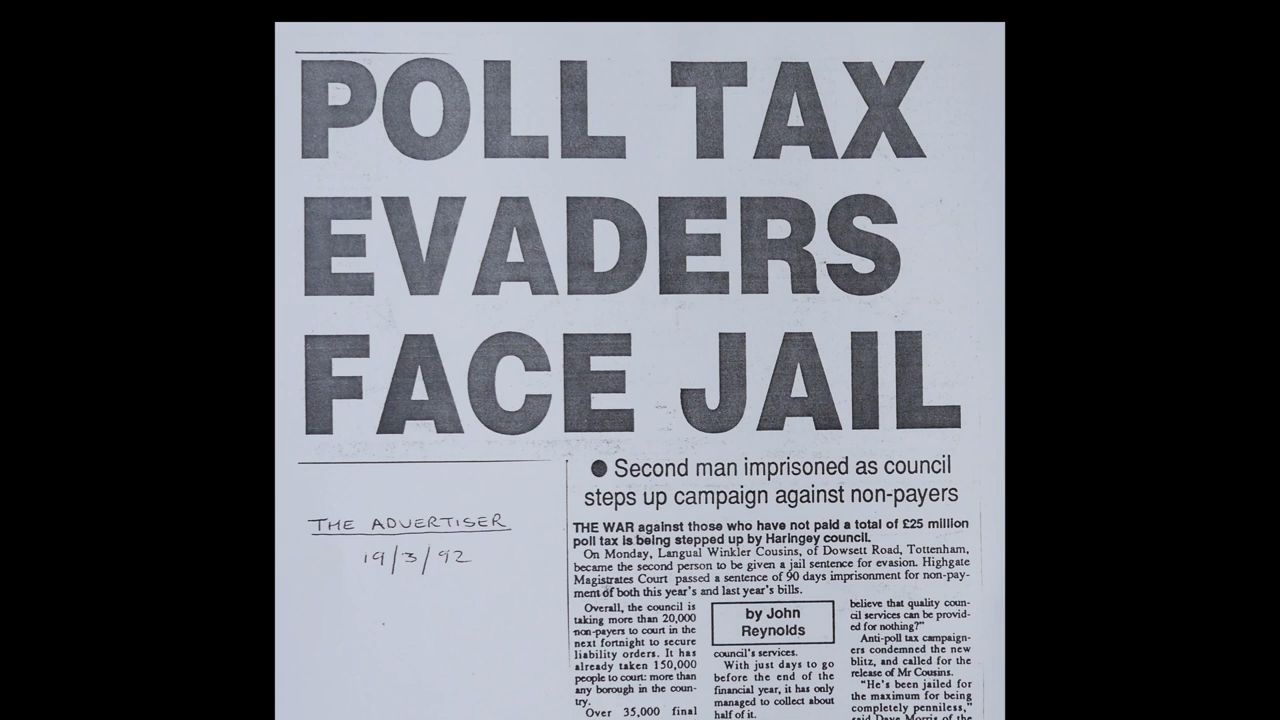 POLL TAX
EVADERS
FACE JAIL
● Second man imprisoned as council
steps up campaign against non-payers
THE ADVERTISER
19/3/92
THE WAR against those who have not paid a total of £25 million
poll tax is being stepped up by Haringey council.
On Monday, Langual Winkler Cousins, of Dowsett Road, Tottenham,
became the second person to be given a jail sentence for evasion. Highgate
Magistrates Court passed a sentence of 90 days imprisonment for non-pay-
ment of both this year's and last year's bills.
Overall, the council is
taking more than 20,000
non-payers to court in the
next fortnight to secure
liability orders. It has
already taken 150,000
people to court: more than
any borough in the coun-
try.
Over 35,000 final
by John
Reynolds
council's services.
With just days to go
before the end of the
financial year, it has only
managed to collect about
half of it.
believe that quality coun-
cil services can be provid-
ed for nothing?"
Anti-poll tax campaign-
ers condemned the new
blitz, and called for the
release of Mr Cousins.
"He's been jailed for
the maximum for being
completely penniless,"
said Dave Morris of the